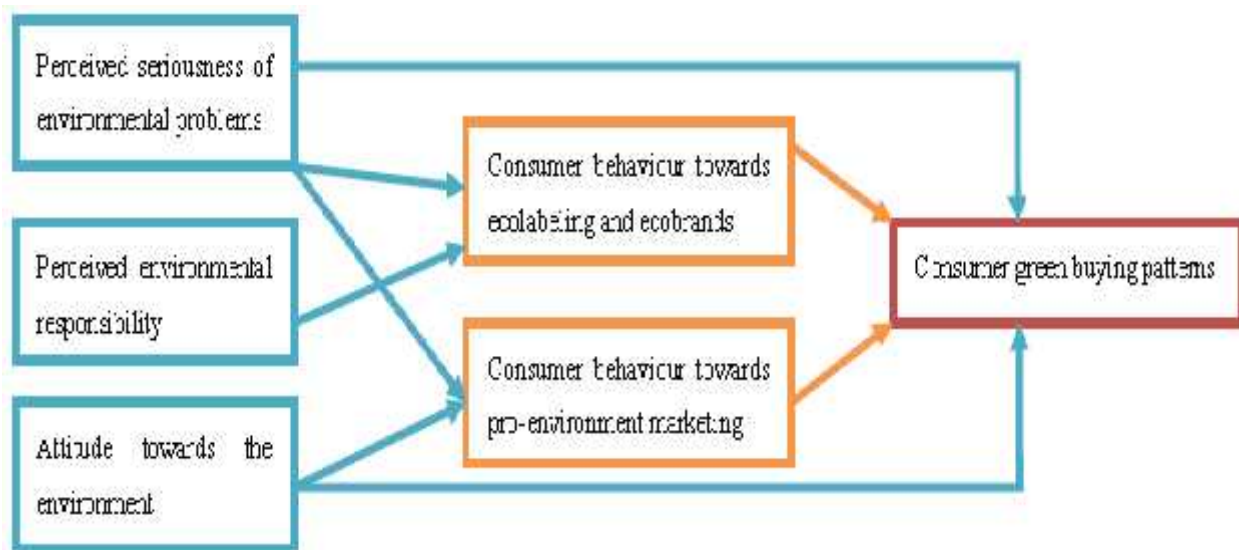 Perceived seriousness of
environmental problems
Consumer behaviour towards
ecolabeling and ecobrands
Perceived environmental
responsibility
Consumer green buying patterns
Consumer behaviour towards
pro-environment marketing
Attitude towards the
environment